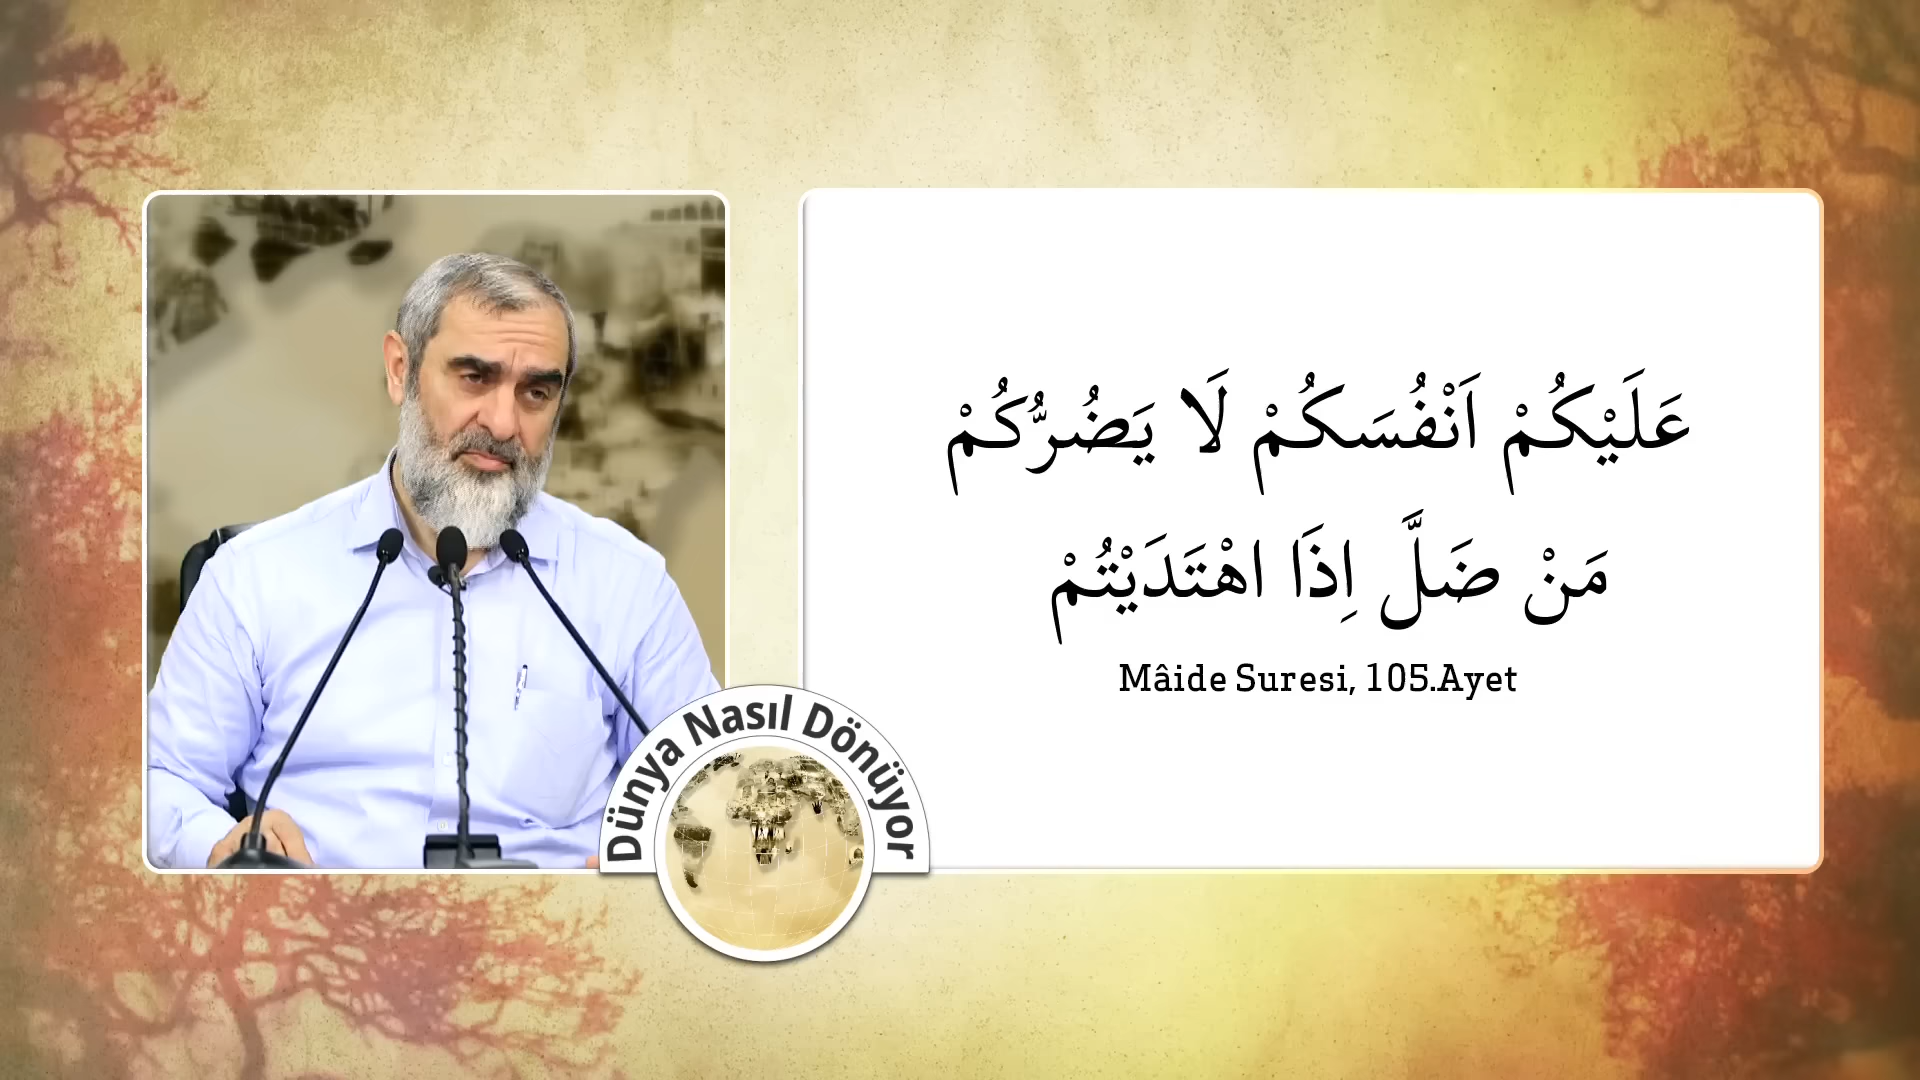 عَلَيْكُمْ اَنْفُسَكُمْ لَا يَضُرُّكُمْ
مَنْ ضَلَّ اِذَا اهْتَدَيْتُمْ
Mâide Suresi, 105.Ayet
Dünya Nasıl Dönüyor